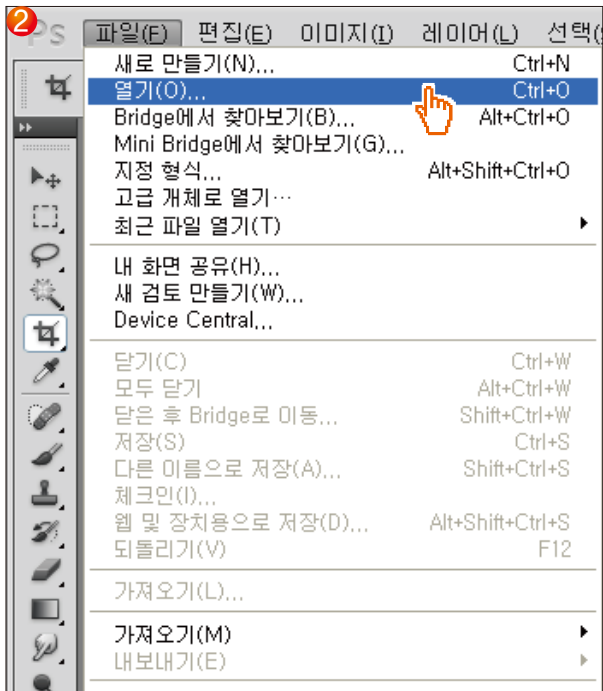 2
Ps 파일(F) 편집(E) 이미지(I) 레이어(L) 선택(
새로 만들기(N)... Ctrl+N
열기(O)... Ctrl+O
Bridge에서 찾아보기(B)... Alt+Ctrl+O
Mini Bridge에서 찾아보기(G)...
지정 형식... Alt+Shift+Ctrl+O
고급 개체로 열기…
최근 파일 열기(T)
내 화면 공유(H)...
새 검토 만들기(W)...
Device Central...
닫기(C) Ctrl+W
모두 닫기 Alt+Ctrl+W
닫은 후 Bridge로 이동... Shift+Ctrl+W
저장(S) Ctrl+S
다른 이름으로 저장(A)... Shift+Ctrl+S
체크인(I)...
웹 및 장치용으로 저장(D)... Alt+Shift+Ctrl+S
되돌리기(V) F12
가져오기(L)...
가져오기(M)
내보내기(E)